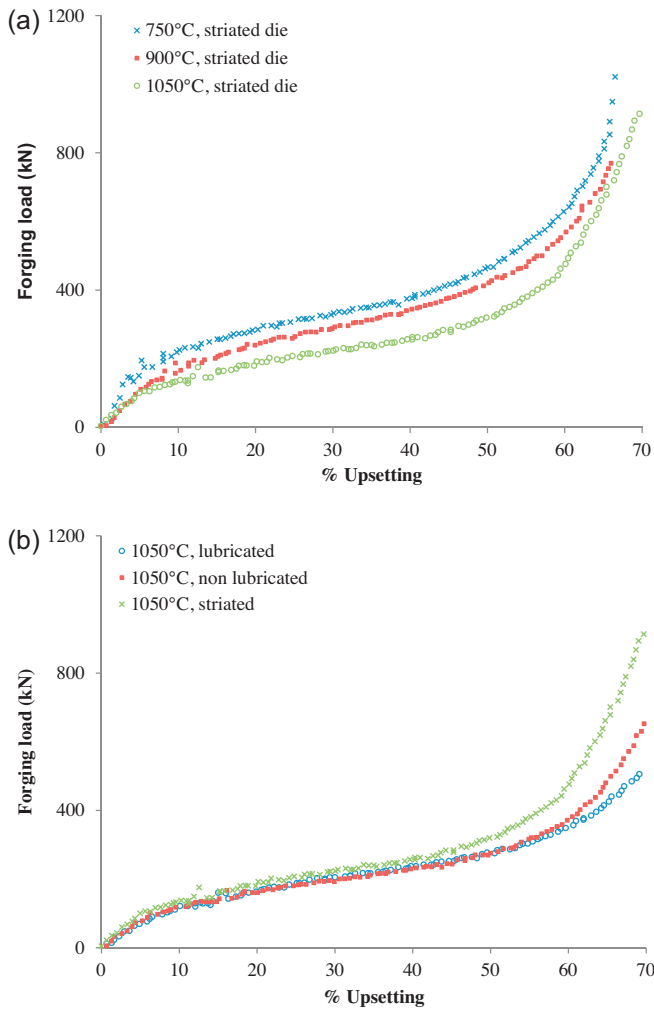 (a)
1200
750°C, striated die
900°C, striated die
1050°C, striated die
800
Forging load (kN)
400
0
0 10 20 30 40 50 60 70
% Upsetting
(b)
1200
1050°C, lubricated
1050°C, non lubricated
1050°C, striated
800
Forging load (kN)
400
0
0 10 20 30 40 50 60 70
% Upsetting